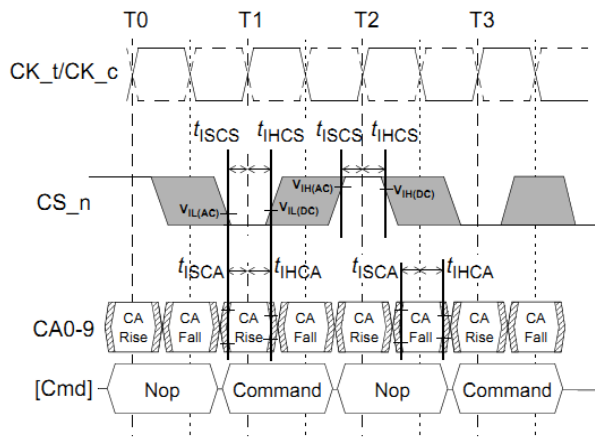 T0 T1 T2 T3
CK_t/CK_c
tISCS tIHCS tISCS tIHCS
VIH(AC) VIH(DC)
CS_n
VIL(AC) VIL(DC)
tISCA tIHCA tISCA tIHCA
CA0-9
CA CA CA CA CA CA CA CA
Rise Fall Rise Fall Rise Fall Rise Fall
[Cmd] Nop Command Nop Command